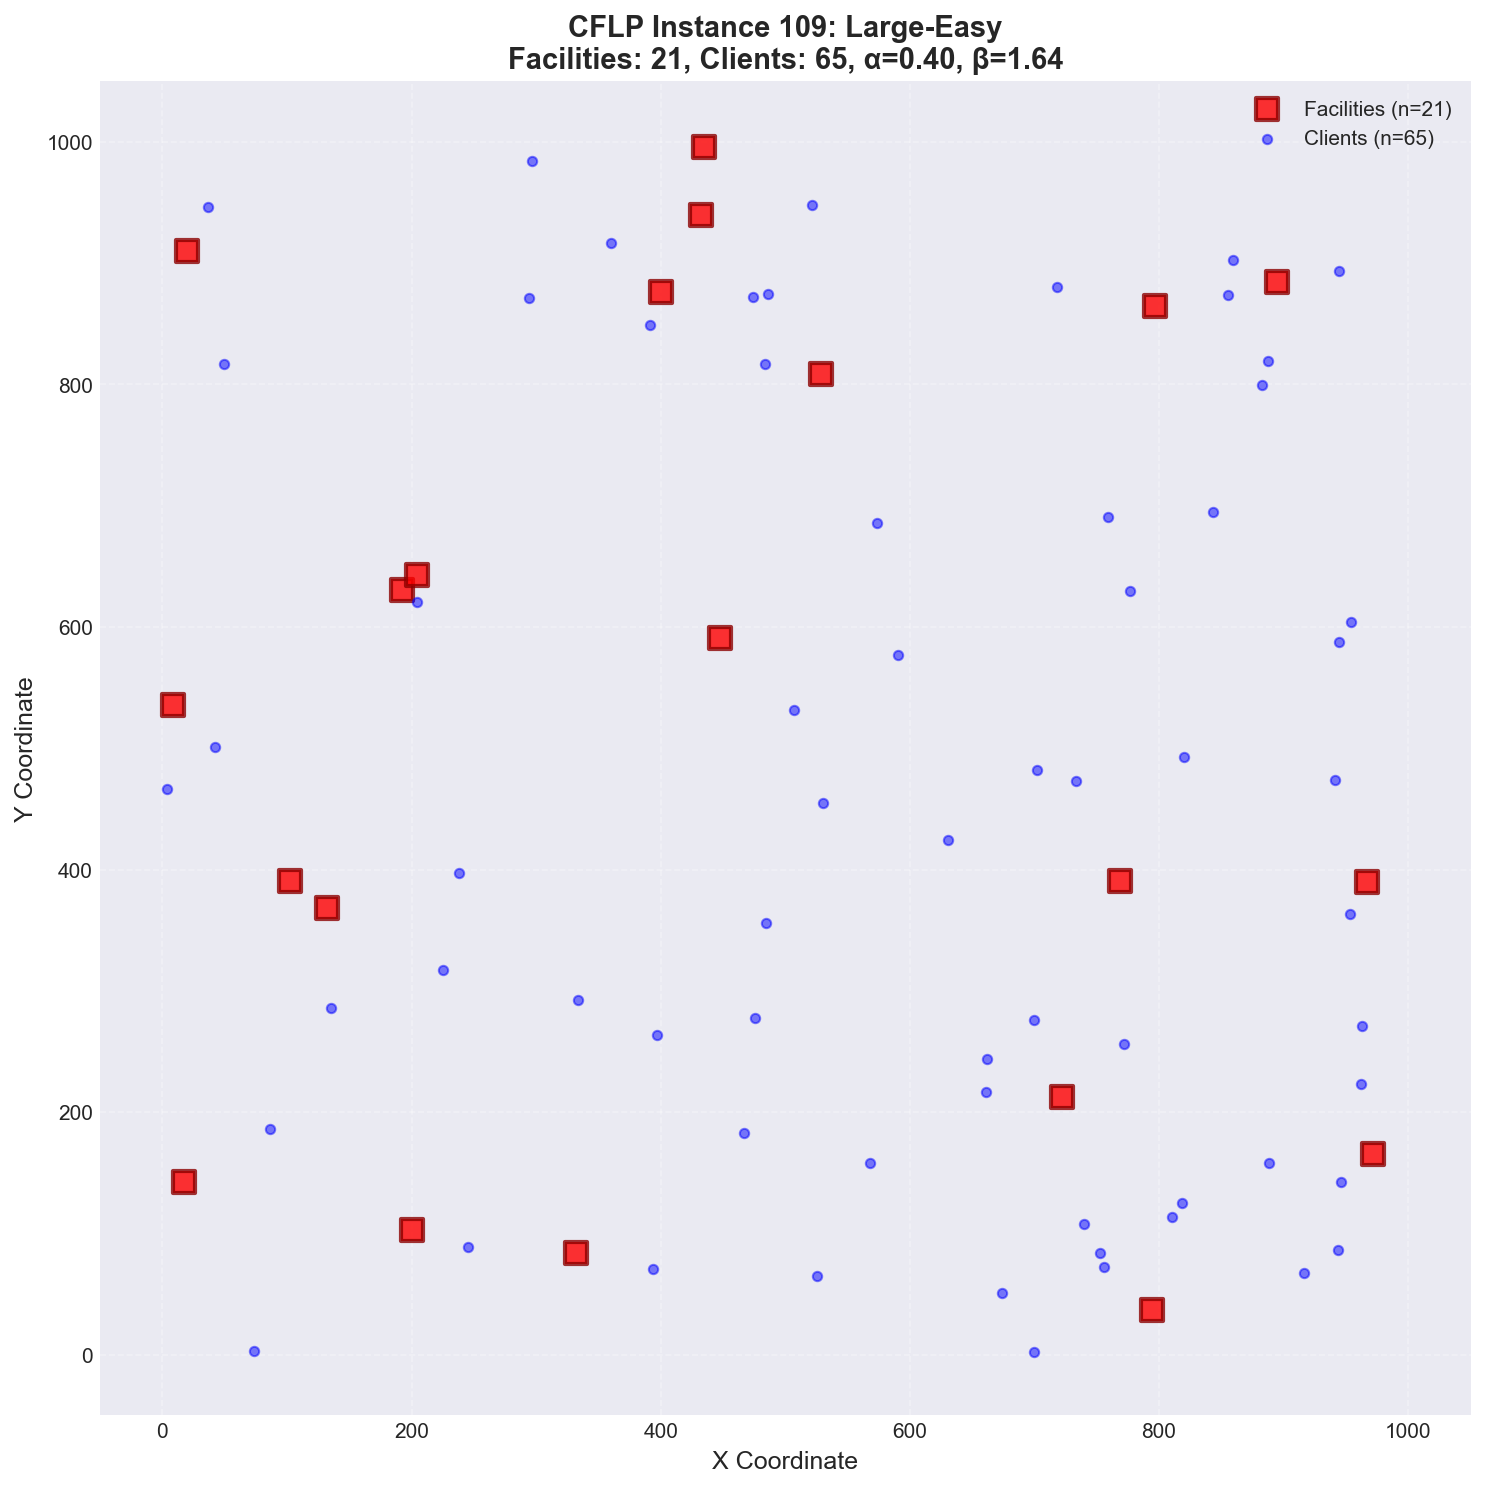 CFLP Instance 109: Large-Easy
Facilities: 21, Clients: 65, α=0.40, β=1.64
Facilities (n=21)
Clients (n=65)
1000
800
600
400
200
0
Y Coordinate
0 200 400 600 800 1000
X Coordinate